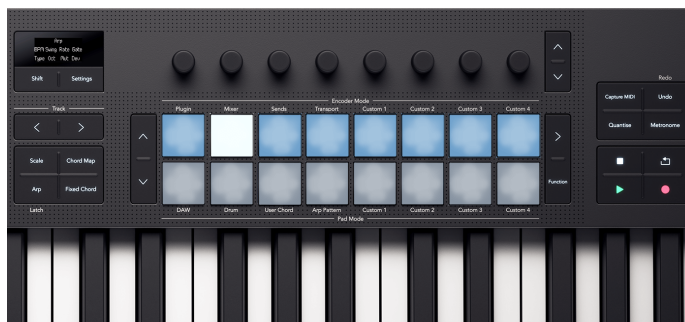 Arp
BPM Swng Rate Gate
Type Oct Mut Dev
Shift Settings
Track
Scale Chord Map
Arp Fixed Chord
Latch
Encoder Mode
Plugin Mixer Sends Transport Custom 1 Custom 2 Custom 3 Custom 4
DAW Drum User Chord Arp Pattern Custom 1 Custom 2 Custom 3 Custom 4
Pad Mode
Function
Redo
Capture MIDI Undo
Quantise Metronome